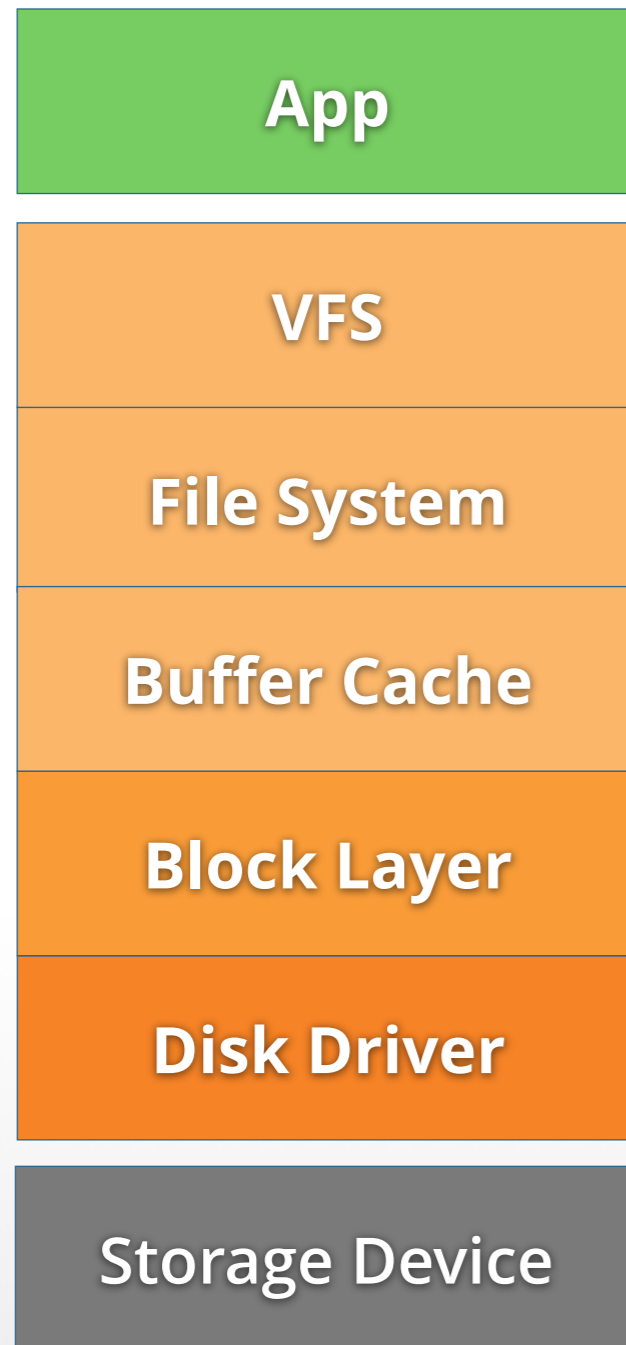 App
VFS
File System
Buffer Cache
Block Layer
Disk Driver
Storage Device